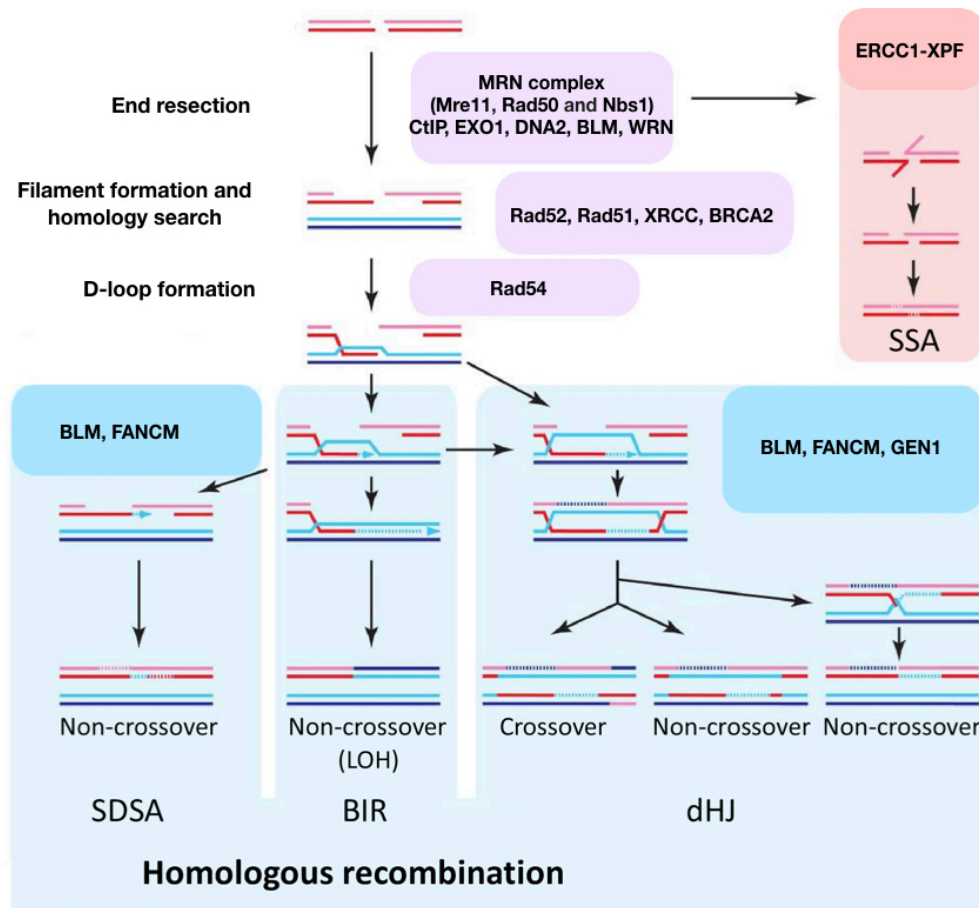 ERCC1-XPF
MRN complex
(Mre11, Rad50 and Nbs1)
CtIP, EXO1, DNA2, BLM, WRN
End resection
Filament formation and
homology search
Rad52, Rad51, XRCC, BRCA2
D-loop formation
Rad54
SSA
BLM, FANCM
BLM, FANCM, GEN1
Non-crossover
Non-crossover
(LOH)
Crossover
Non-crossover
Non-crossover
SDSA
BIR
dHJ
Homologous recombination